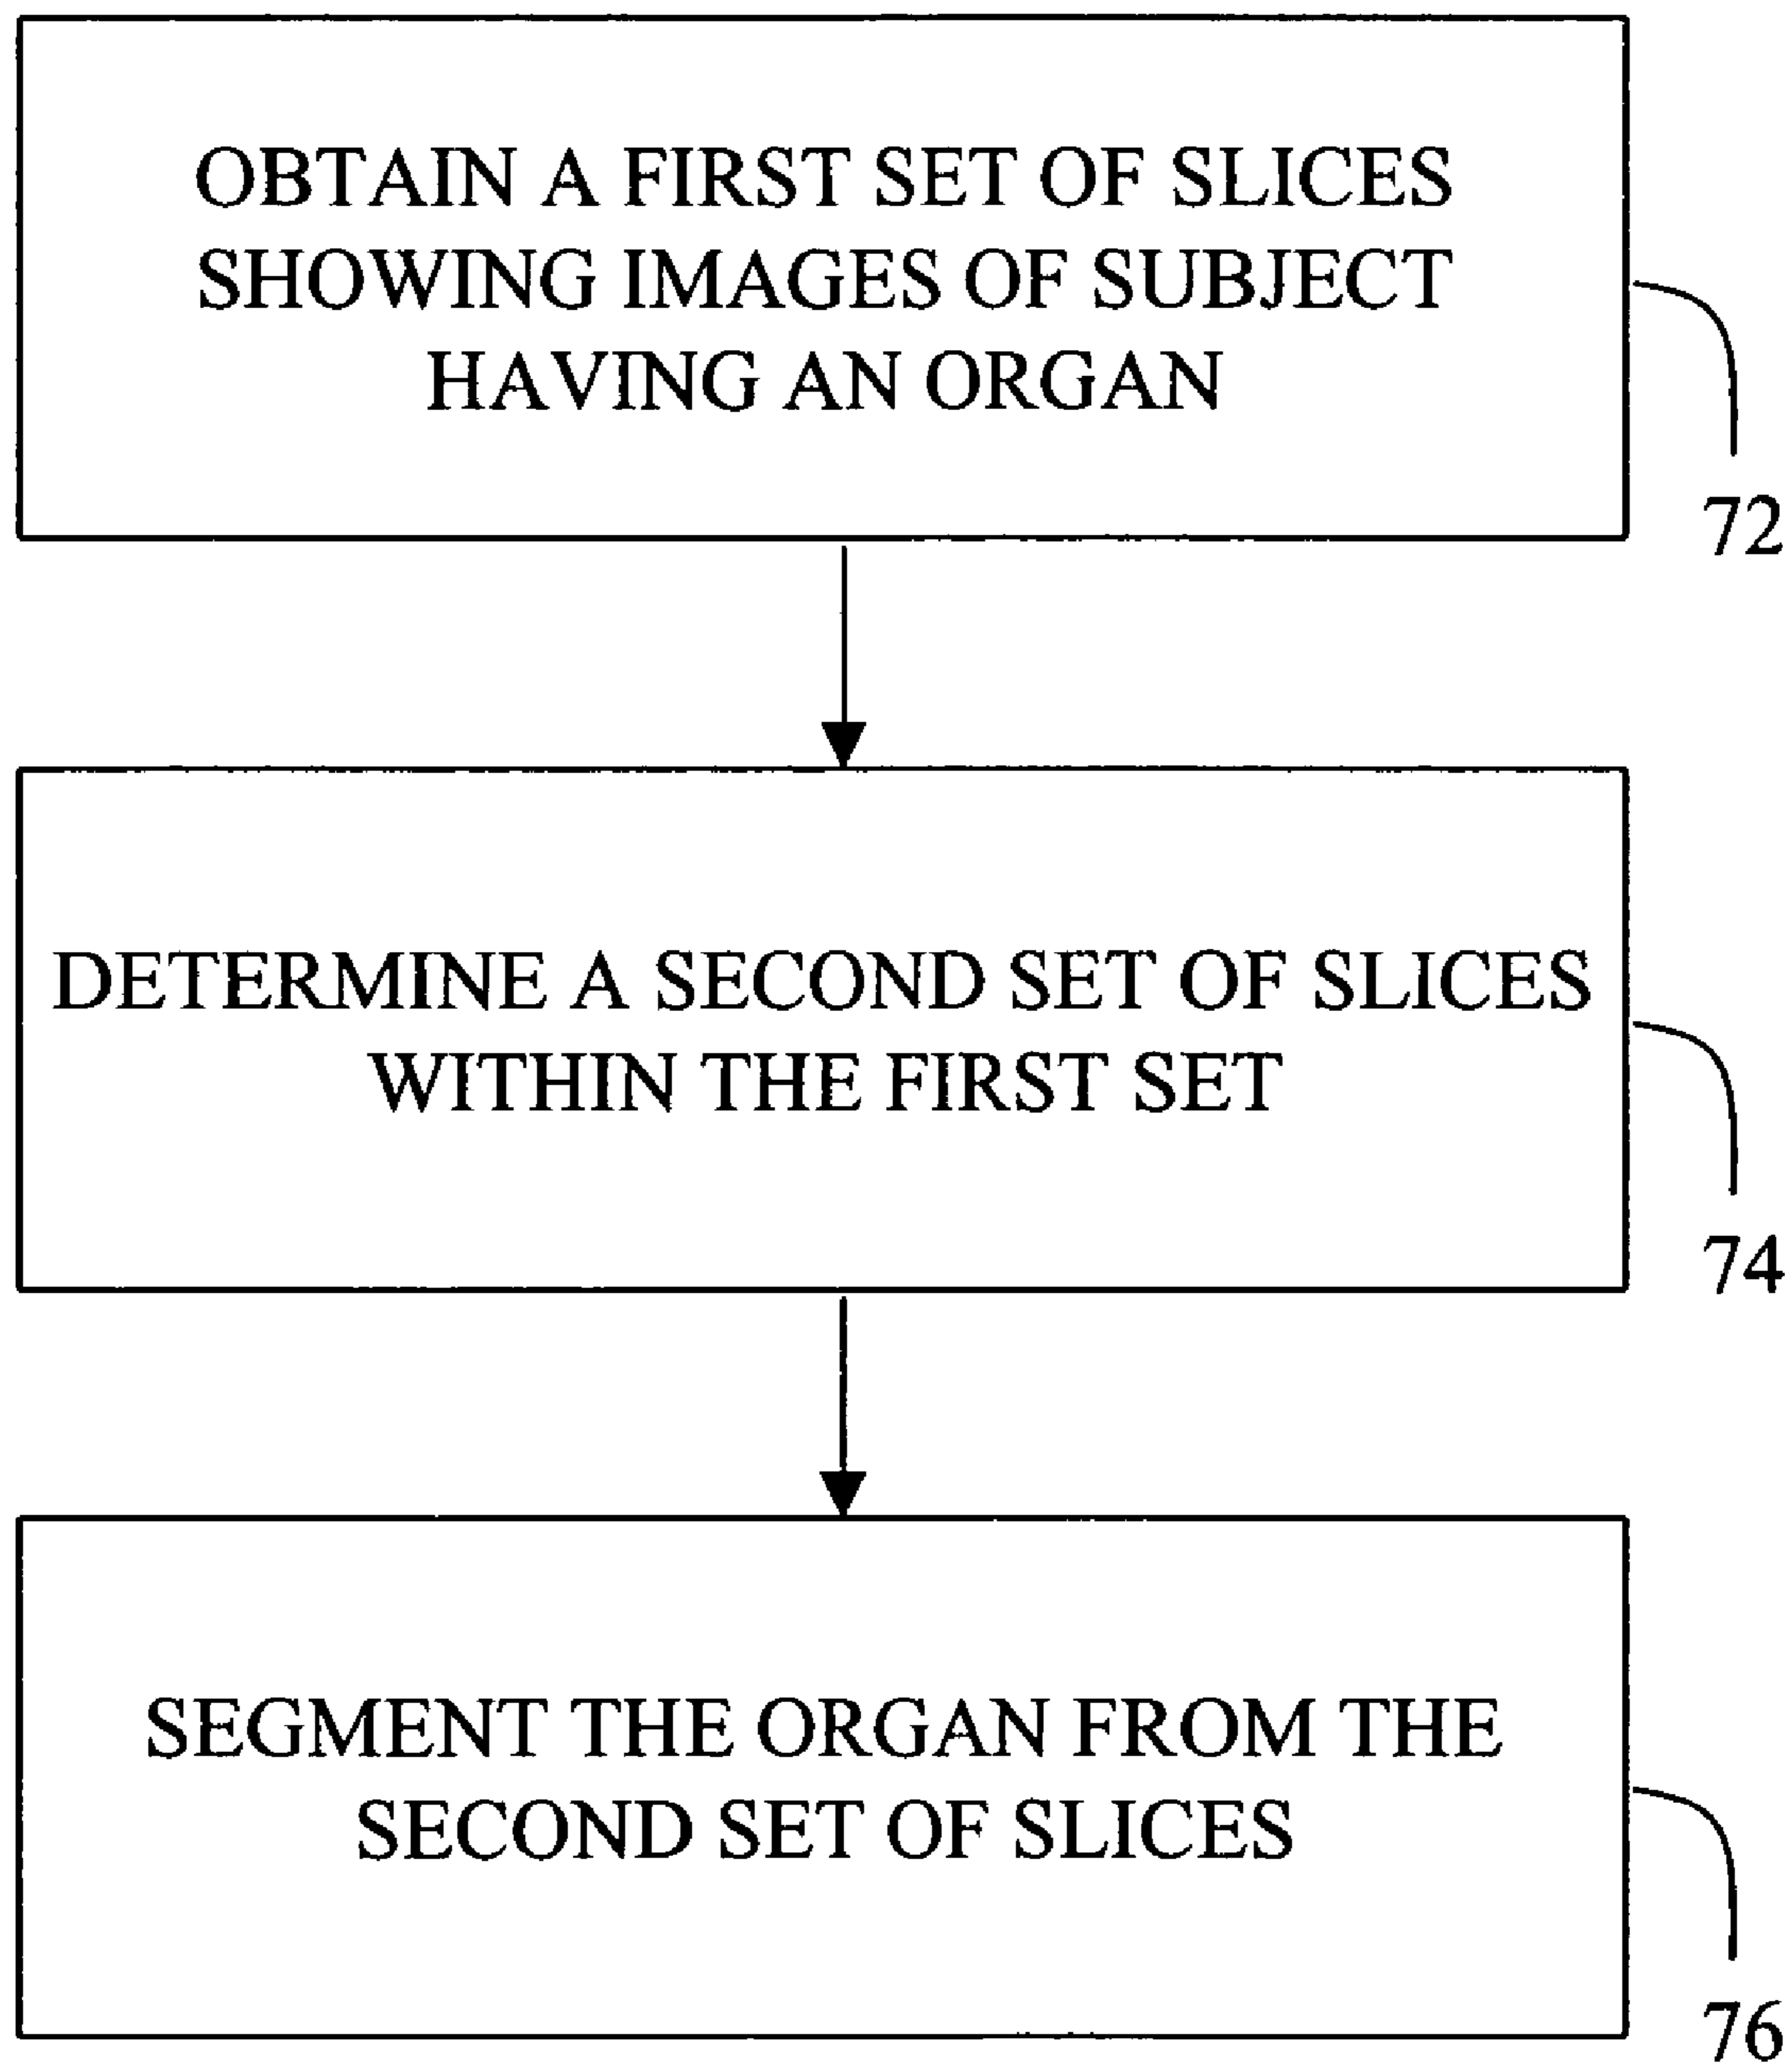 OBTAIN A FIRST SET OF SLICES
SHOWING IMAGES OF SUBJECT
HAVING AN ORGAN
72
DETERMINE A SECOND SET OF SLICES
WITHIN THE FIRST SET
74
SEGMENT THE ORGAN FROM THE
SECOND SET OF SLICES
76